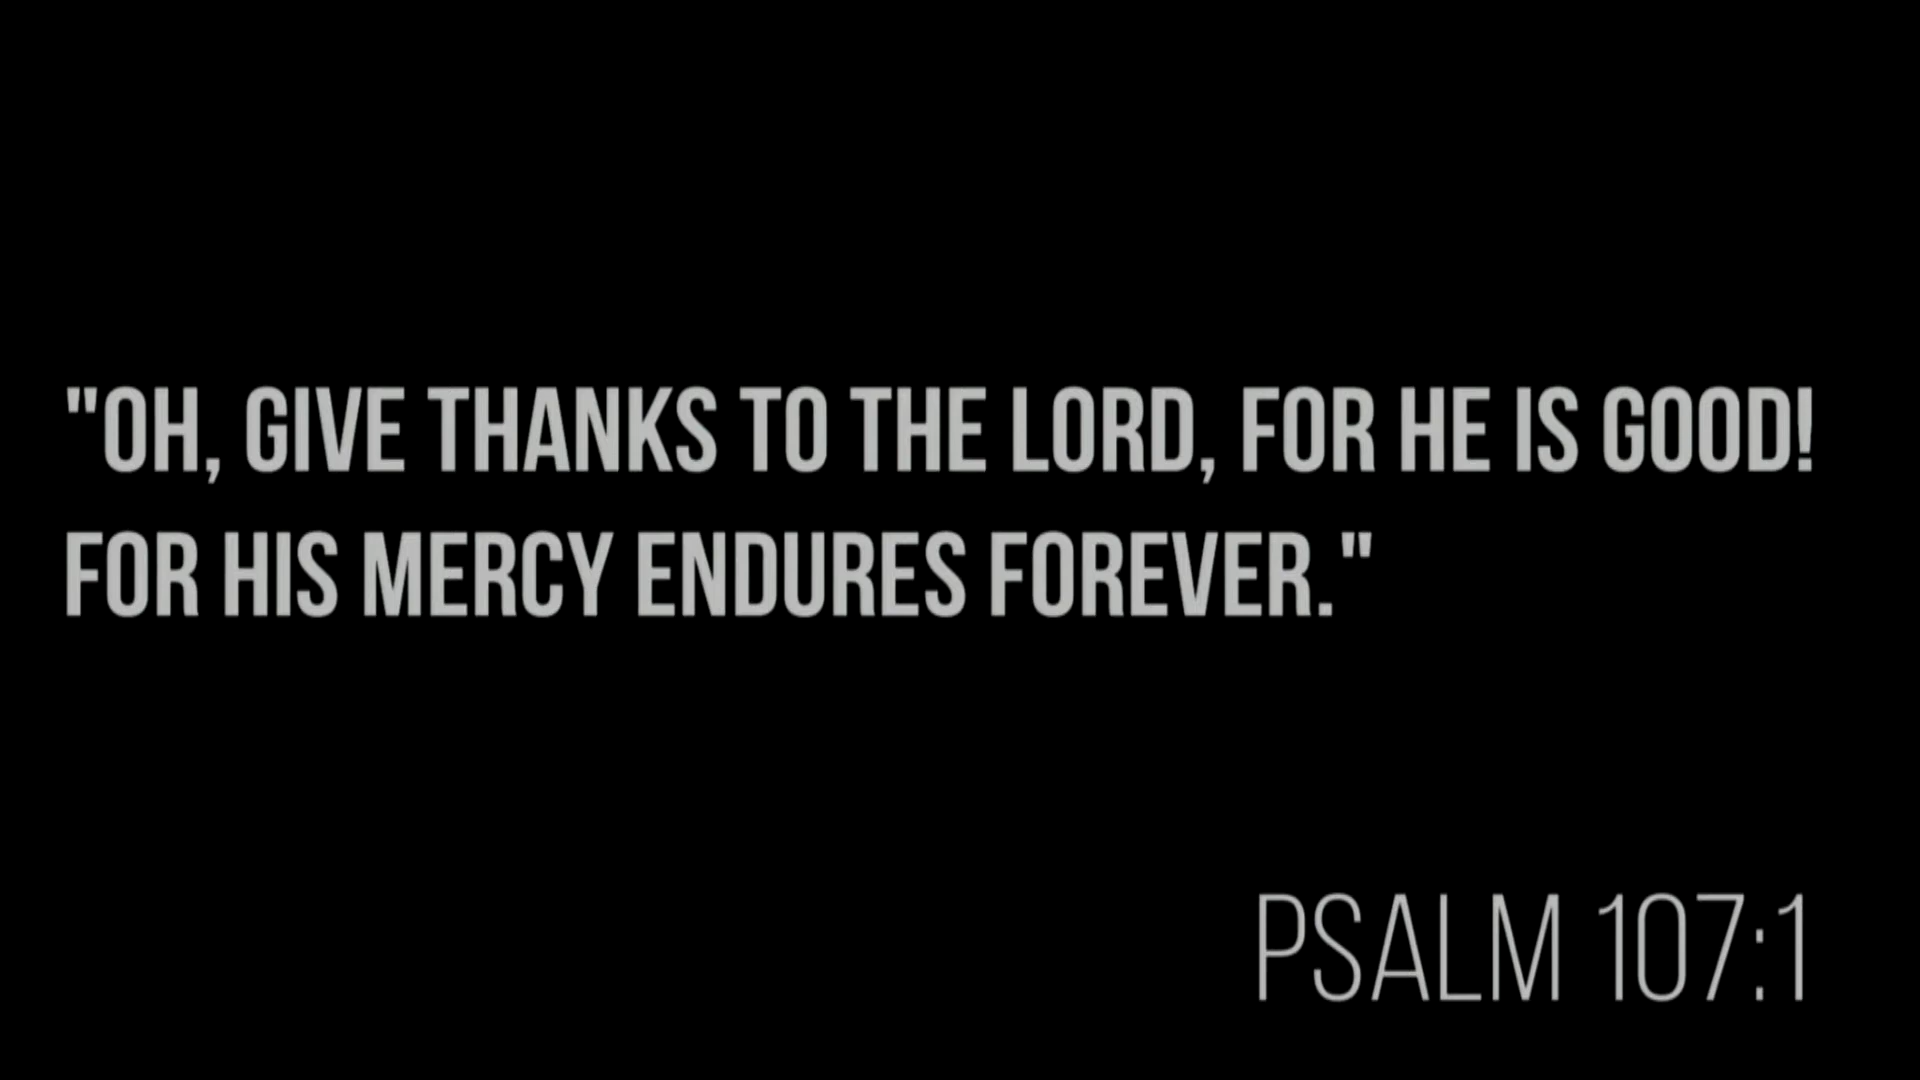 "OH, GIVE THANKS TO THE LORD, FOR HE IS GOOD!
FOR HIS MERCY ENDURES FOREVER."
PSALM 107:1